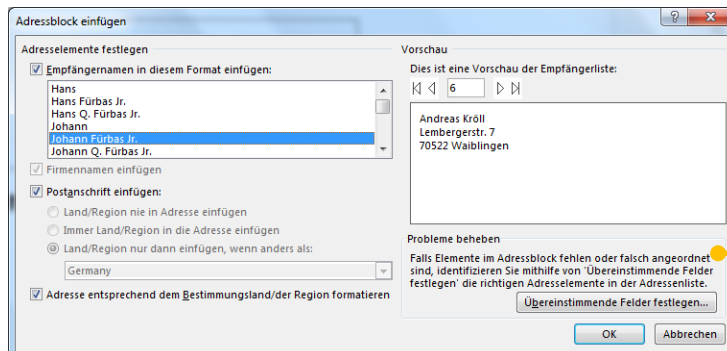 Adressblock einfügen
Adresselemente festlegen
Empfängernamen in diesem Format einfügen:
Hans
Hans Fürbas Jr.
Hans Q. Fürbas Jr.
Johann
Johann Fürbas Jr.
Johann Q. Fürbas Jr.
Firmennamen einfügen
Postanschrift einfügen:
Land/Region nie in Adresse einfügen
Immer Land/Region in die Adresse einfügen
Land/Region nur dann einfügen, wenn anders als:
Germany
Adresse entsprechend dem Bestimmungsland/der Region formatieren
Vorschau
Dies ist eine Vorschau der Empfängerliste:
6
Andreas Kröll
Lembergerstr. 7
70522 Waiblingen
Probleme beheben
Falls Elemente im Adressblock fehlen oder falsch angeordnet
sind, identifizieren Sie mithilfe von 'Übereinstimmende Felder
festlegen' die richtigen Adresselemente in der Adressenliste.
Übereinstimmende Felder festlegen...
OK
Abbrechen